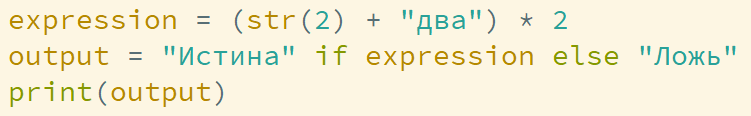 expression = (str(2) + "два") * 2
output = "Истина" if expression else "Ложь"
print(output)